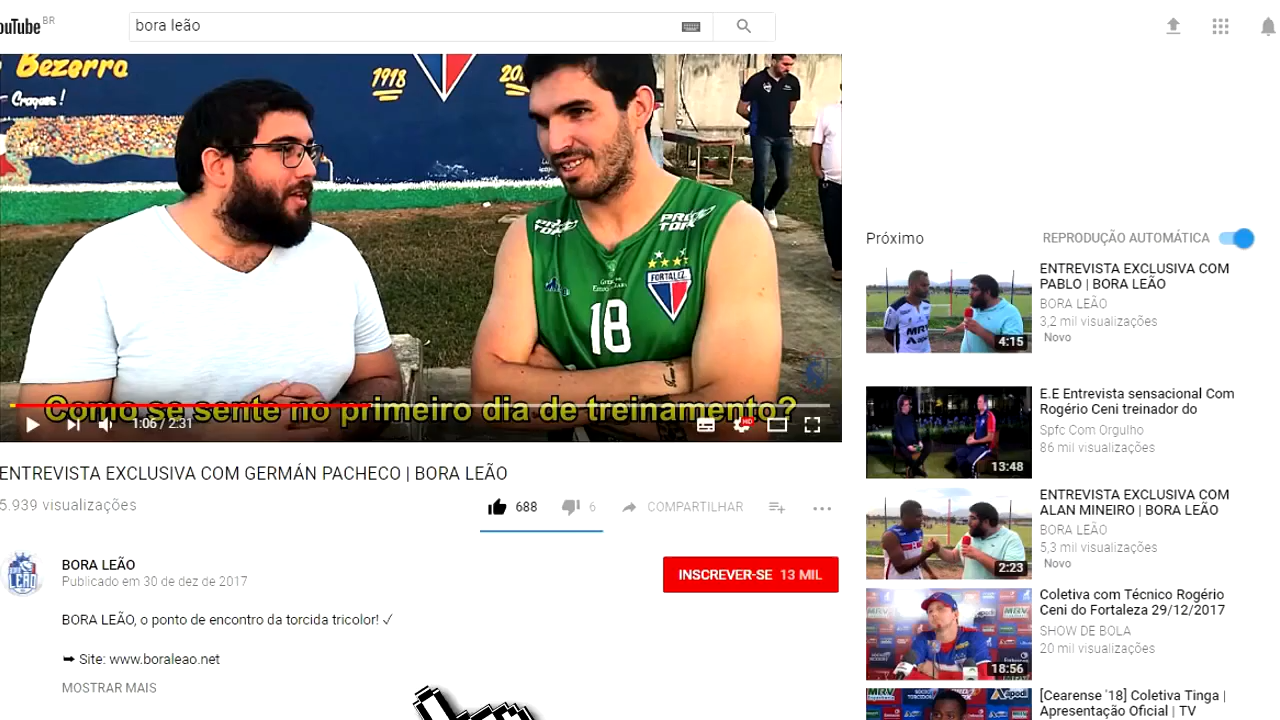 ouTube BR
bora leão
Bezerra
Craques!
1918
PRO TORK
PRO TORK
FORTALEZA
18
Como se sente no primeiro dia de treinamento?
1:06 / 2:31
HD
ENTREVISTA EXCLUSIVA COM GERMÁN PACHECO | BORA LEÃO
5.939 visualizações
688
6
COMPARTILHAR
BORA LEÃO
Publicado em 30 de dez de 2017
INSCREVER-SE 13 MIL
BORA LEÃO, o ponto de encontro da torcida tricolor! ✓
➥ Site: www.boraleao.net
MOSTRAR MAIS
Próximo
REPRODUÇÃO AUTOMÁTICA
ENTREVISTA EXCLUSIVA COM
PABLO | BORA LEÃO
BORA LEÃO
3,2 mil visualizações
Novo
4:15
E.E Entrevista sensacional Com
Rogério Ceni treinador do
Spfc Com Orgulho
86 mil visualizações
13:48
ENTREVISTA EXCLUSIVA COM
ALAN MINEIRO | BORA LEÃO
BORA LEÃO
5,3 mil visualizações
Novo
2:23
Coletiva com Técnico Rogério
Ceni do Fortaleza 29/12/2017
SHOW DE BOLA
20 mil visualizações
18:56
[Cearense '18] Coletiva Tinga |
Apresentação Oficial | TV